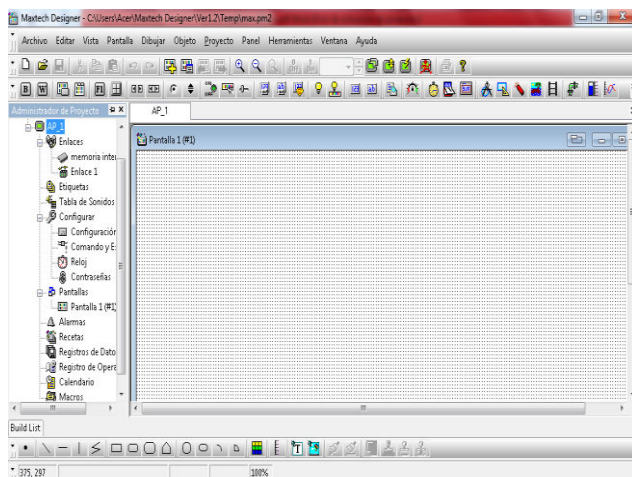 Maxtech Designer - C:\Users\Acer\Maxtech Designer\Ver1.2\Temp\max.pm2
Archivo Editar Vista Pantalla Dibujar Objeto Proyecto Panel Herramientas Ventana Ayuda
Administrador de Proyecto
AP_1
AP_1
Enlaces
memoria inter
Enlace 1
Etiquetas
Tabla de Sonidos
Configurar
Configuración
Comando y E
Reloj
Contraseñas
Pantallas
Pantalla 1 (#1)
Alarmas
Recetas
Registros de Dato
Registro de Opera
Calendario
Macros
Pantalla 1 (#1)
Build List
375, 297
100%